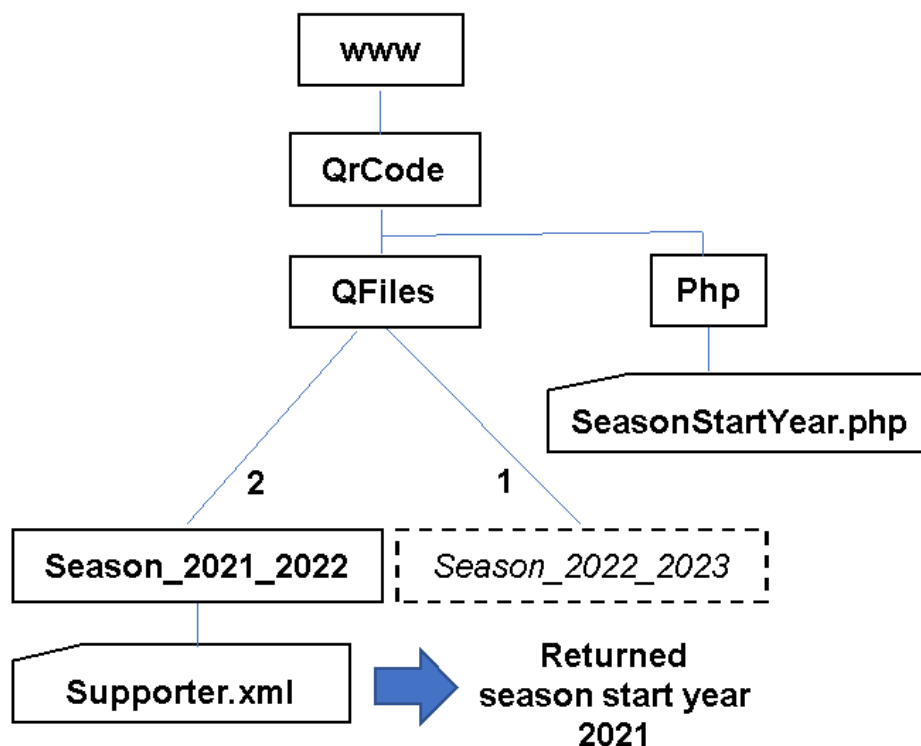 www
QrCode
QFiles
Php
SeasonStartYear.php
2
1
Season_2021_2022
Season_2022_2023
Supporter.xml
Returned
season start year
2021